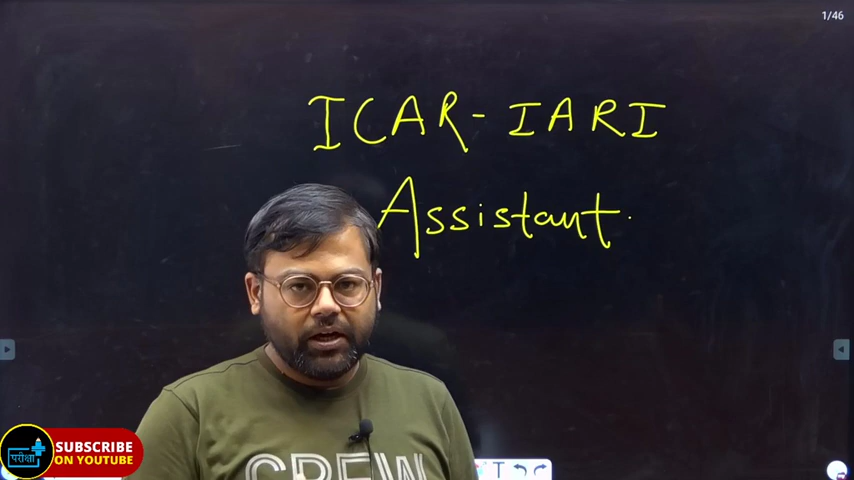 1/46
ICAR-IARI
Assistant.
परीक्षा
SUBSCRIBE
ON YOUTUBE
CREW
T